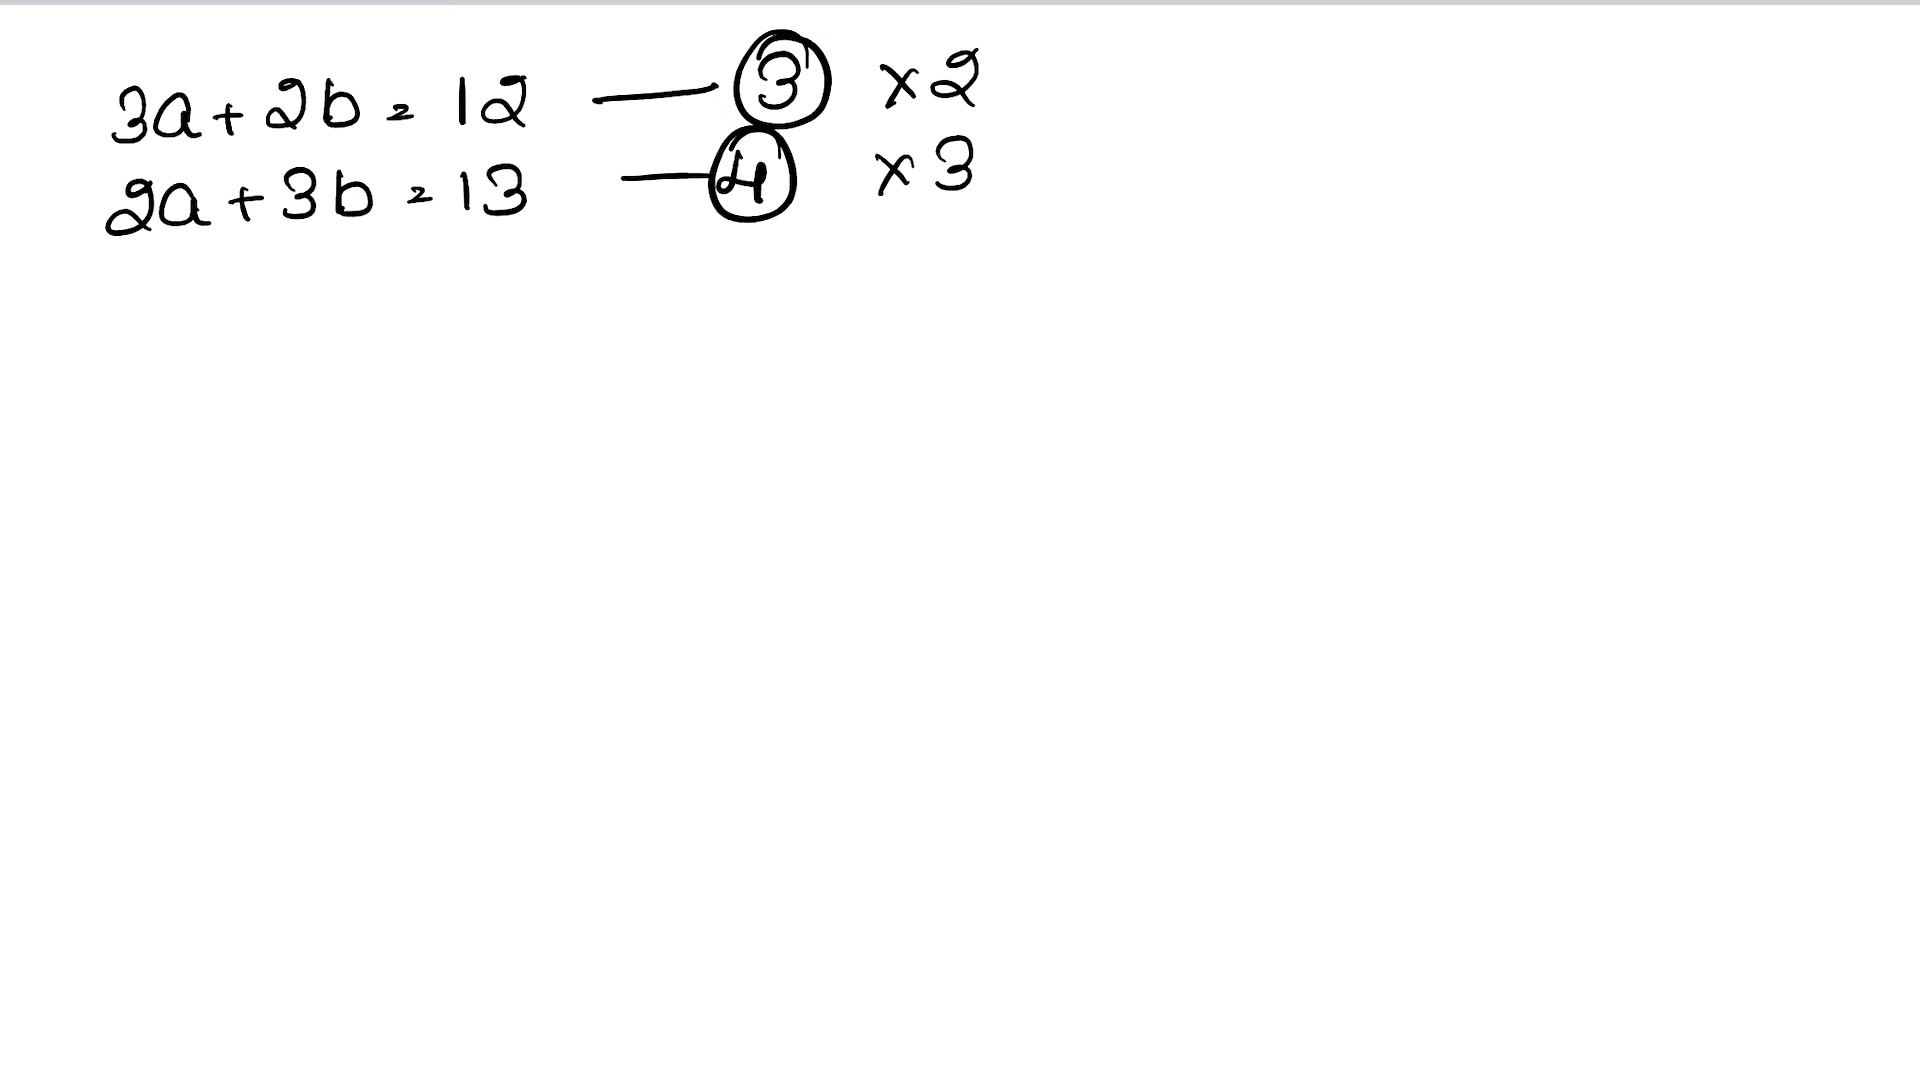 3a + 2b = 12 — ③ ×2
2a + 3b = 13 — ④ ×3